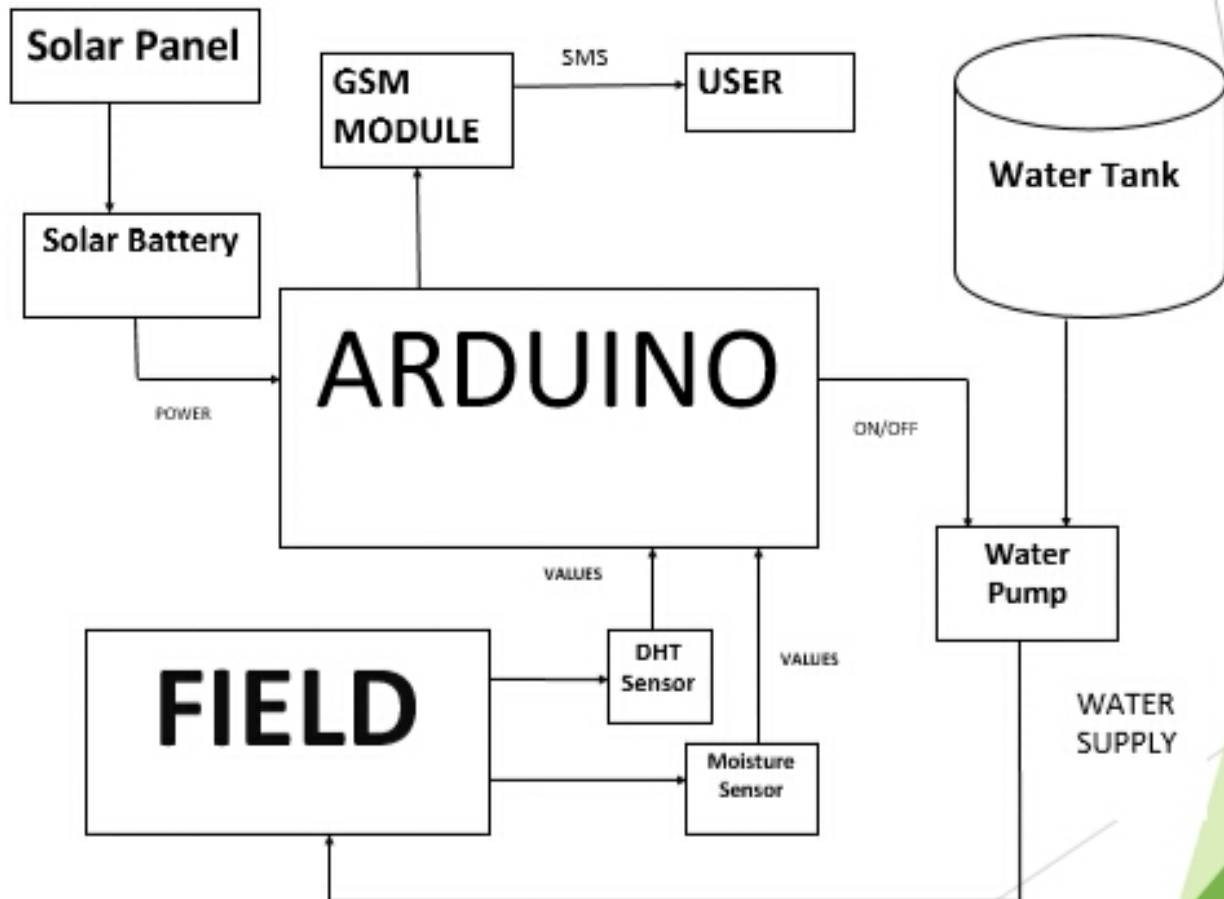 Solar Panel
GSM
MODULE
SMS
USER
Water Tank
Solar Battery
ARDUINO
POWER
ON/OFF
Water
Pump
VALUES
FIELD
DHT
Sensor
VALUES
Moisture
Sensor
WATER
SUPPLY